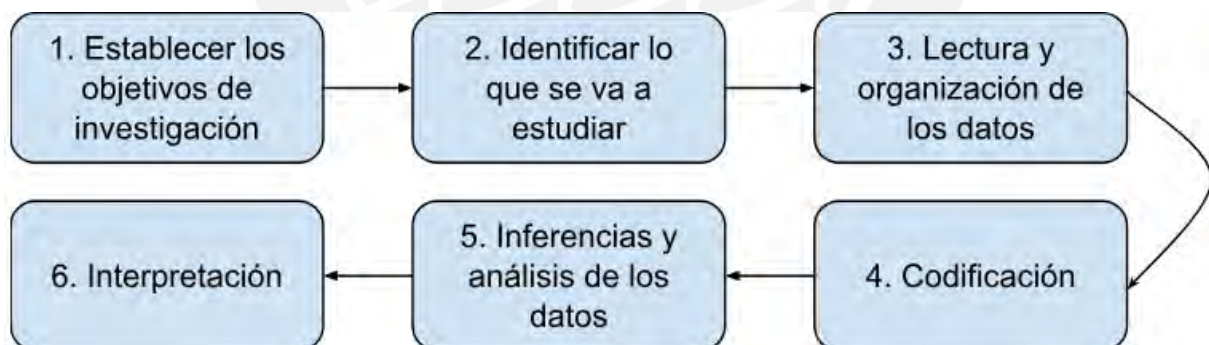 1. Establecer los
objetivos de
investigación
2. Identificar lo
que se va a
estudiar
3. Lectura y
organización de
los datos
4. Codificación
5. Inferencias y
análisis de los
datos
6. Interpretación